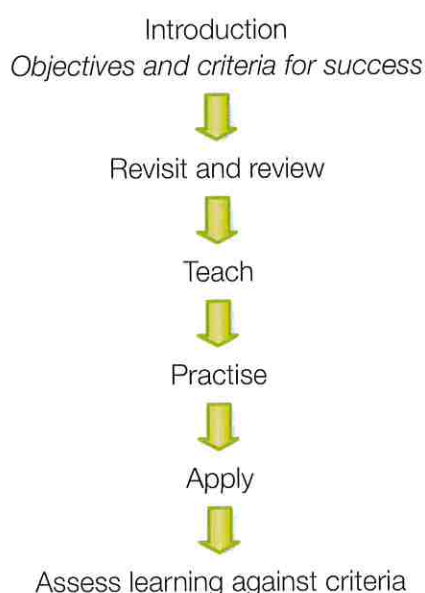 Introduction
Objectives and criteria for success
Revisit and review
Teach
Practise
Apply
Assess learning against criteria